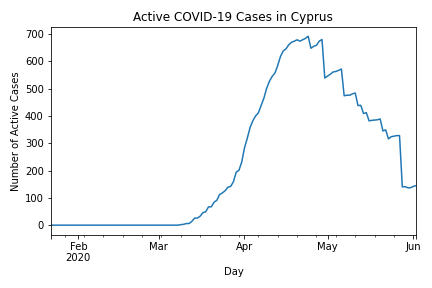 Active COVID-19 Cases in Cyprus
700
600
500
400
300
200
100
0
Number of Active Cases
Feb
2020
Mar
Apr
May
Jun
Day